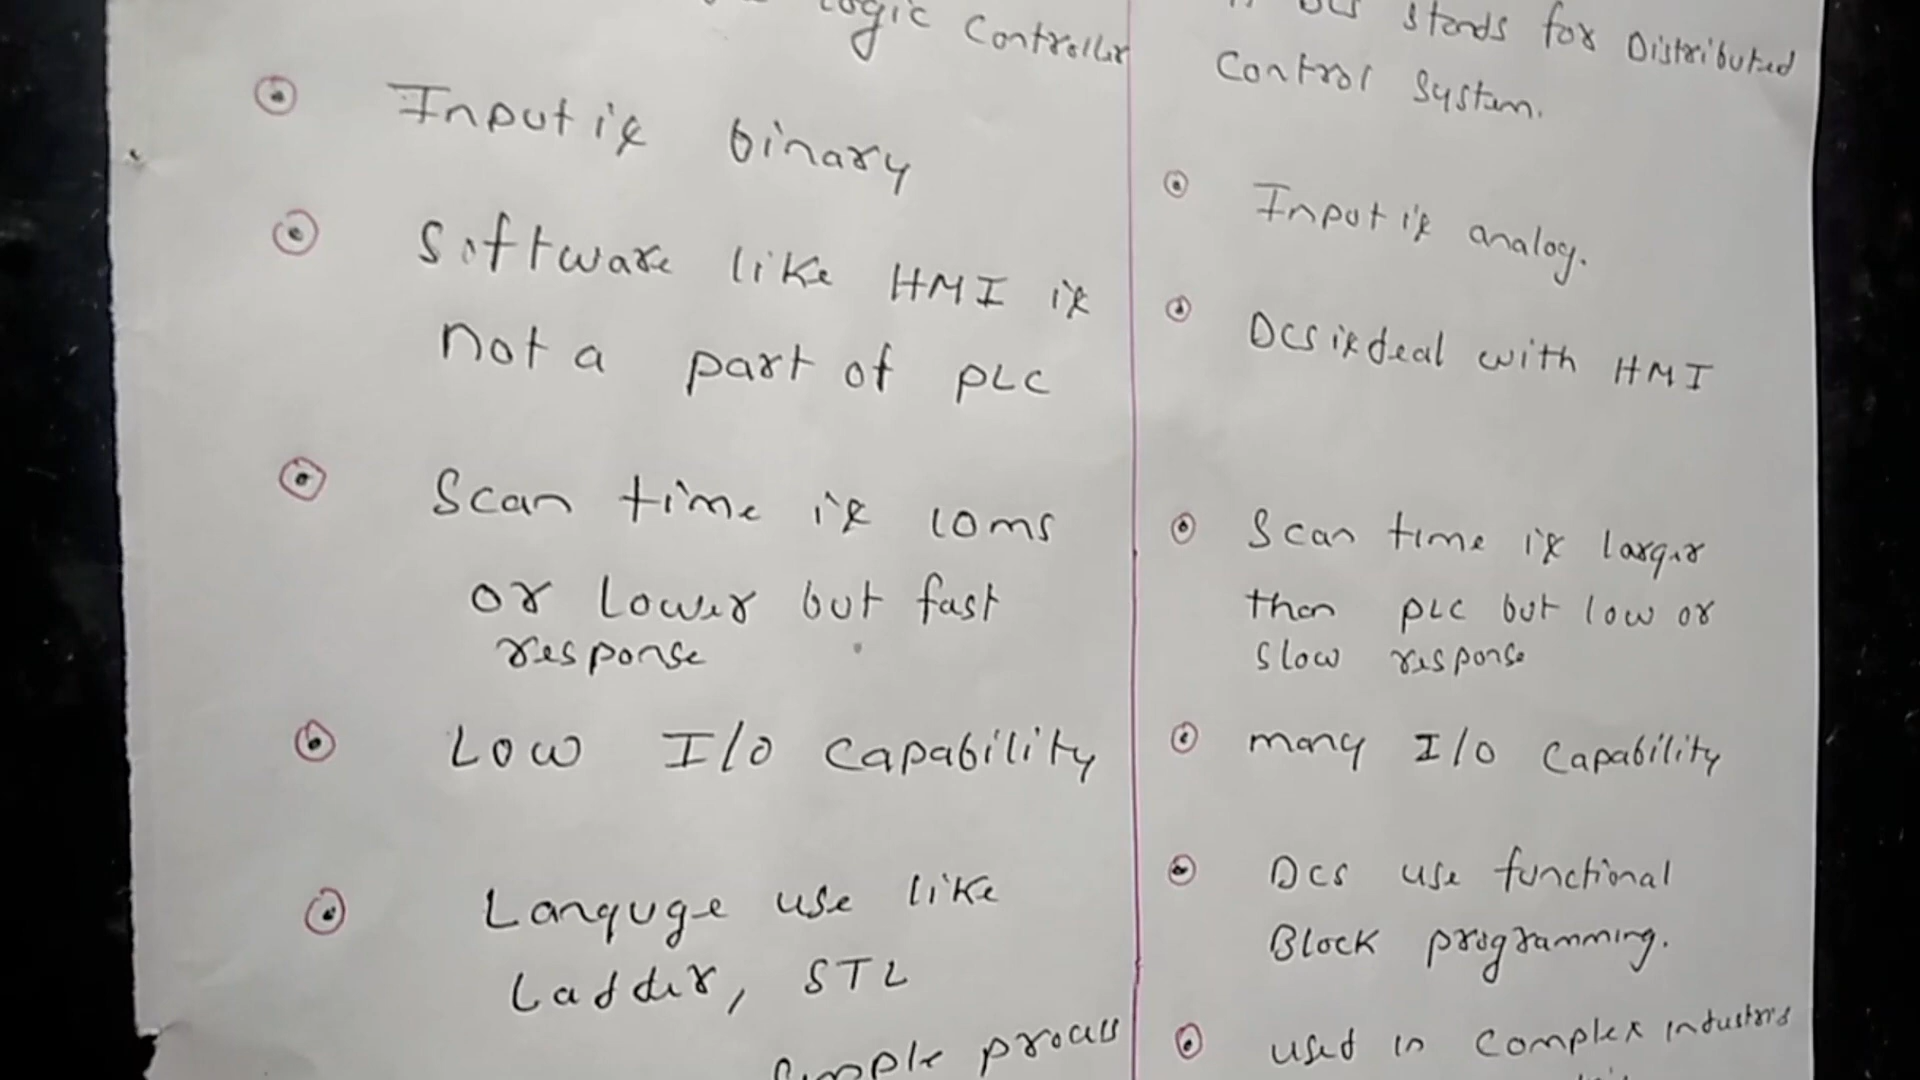 Logic Controller
Input is binary
Software like HMI is
not a part of PLC
Scan time is 10ms
or Lower but fast
response
Low I/O capability
Languge use like
Ladder, STL
process
DCS stands for Distributed
Control System.
Input is analog.
DCS is deal with HMI
Scan time is larger
than PLC but low or
slow response
many I/O capability
DCS use functional
Block programming.
used in complex industris